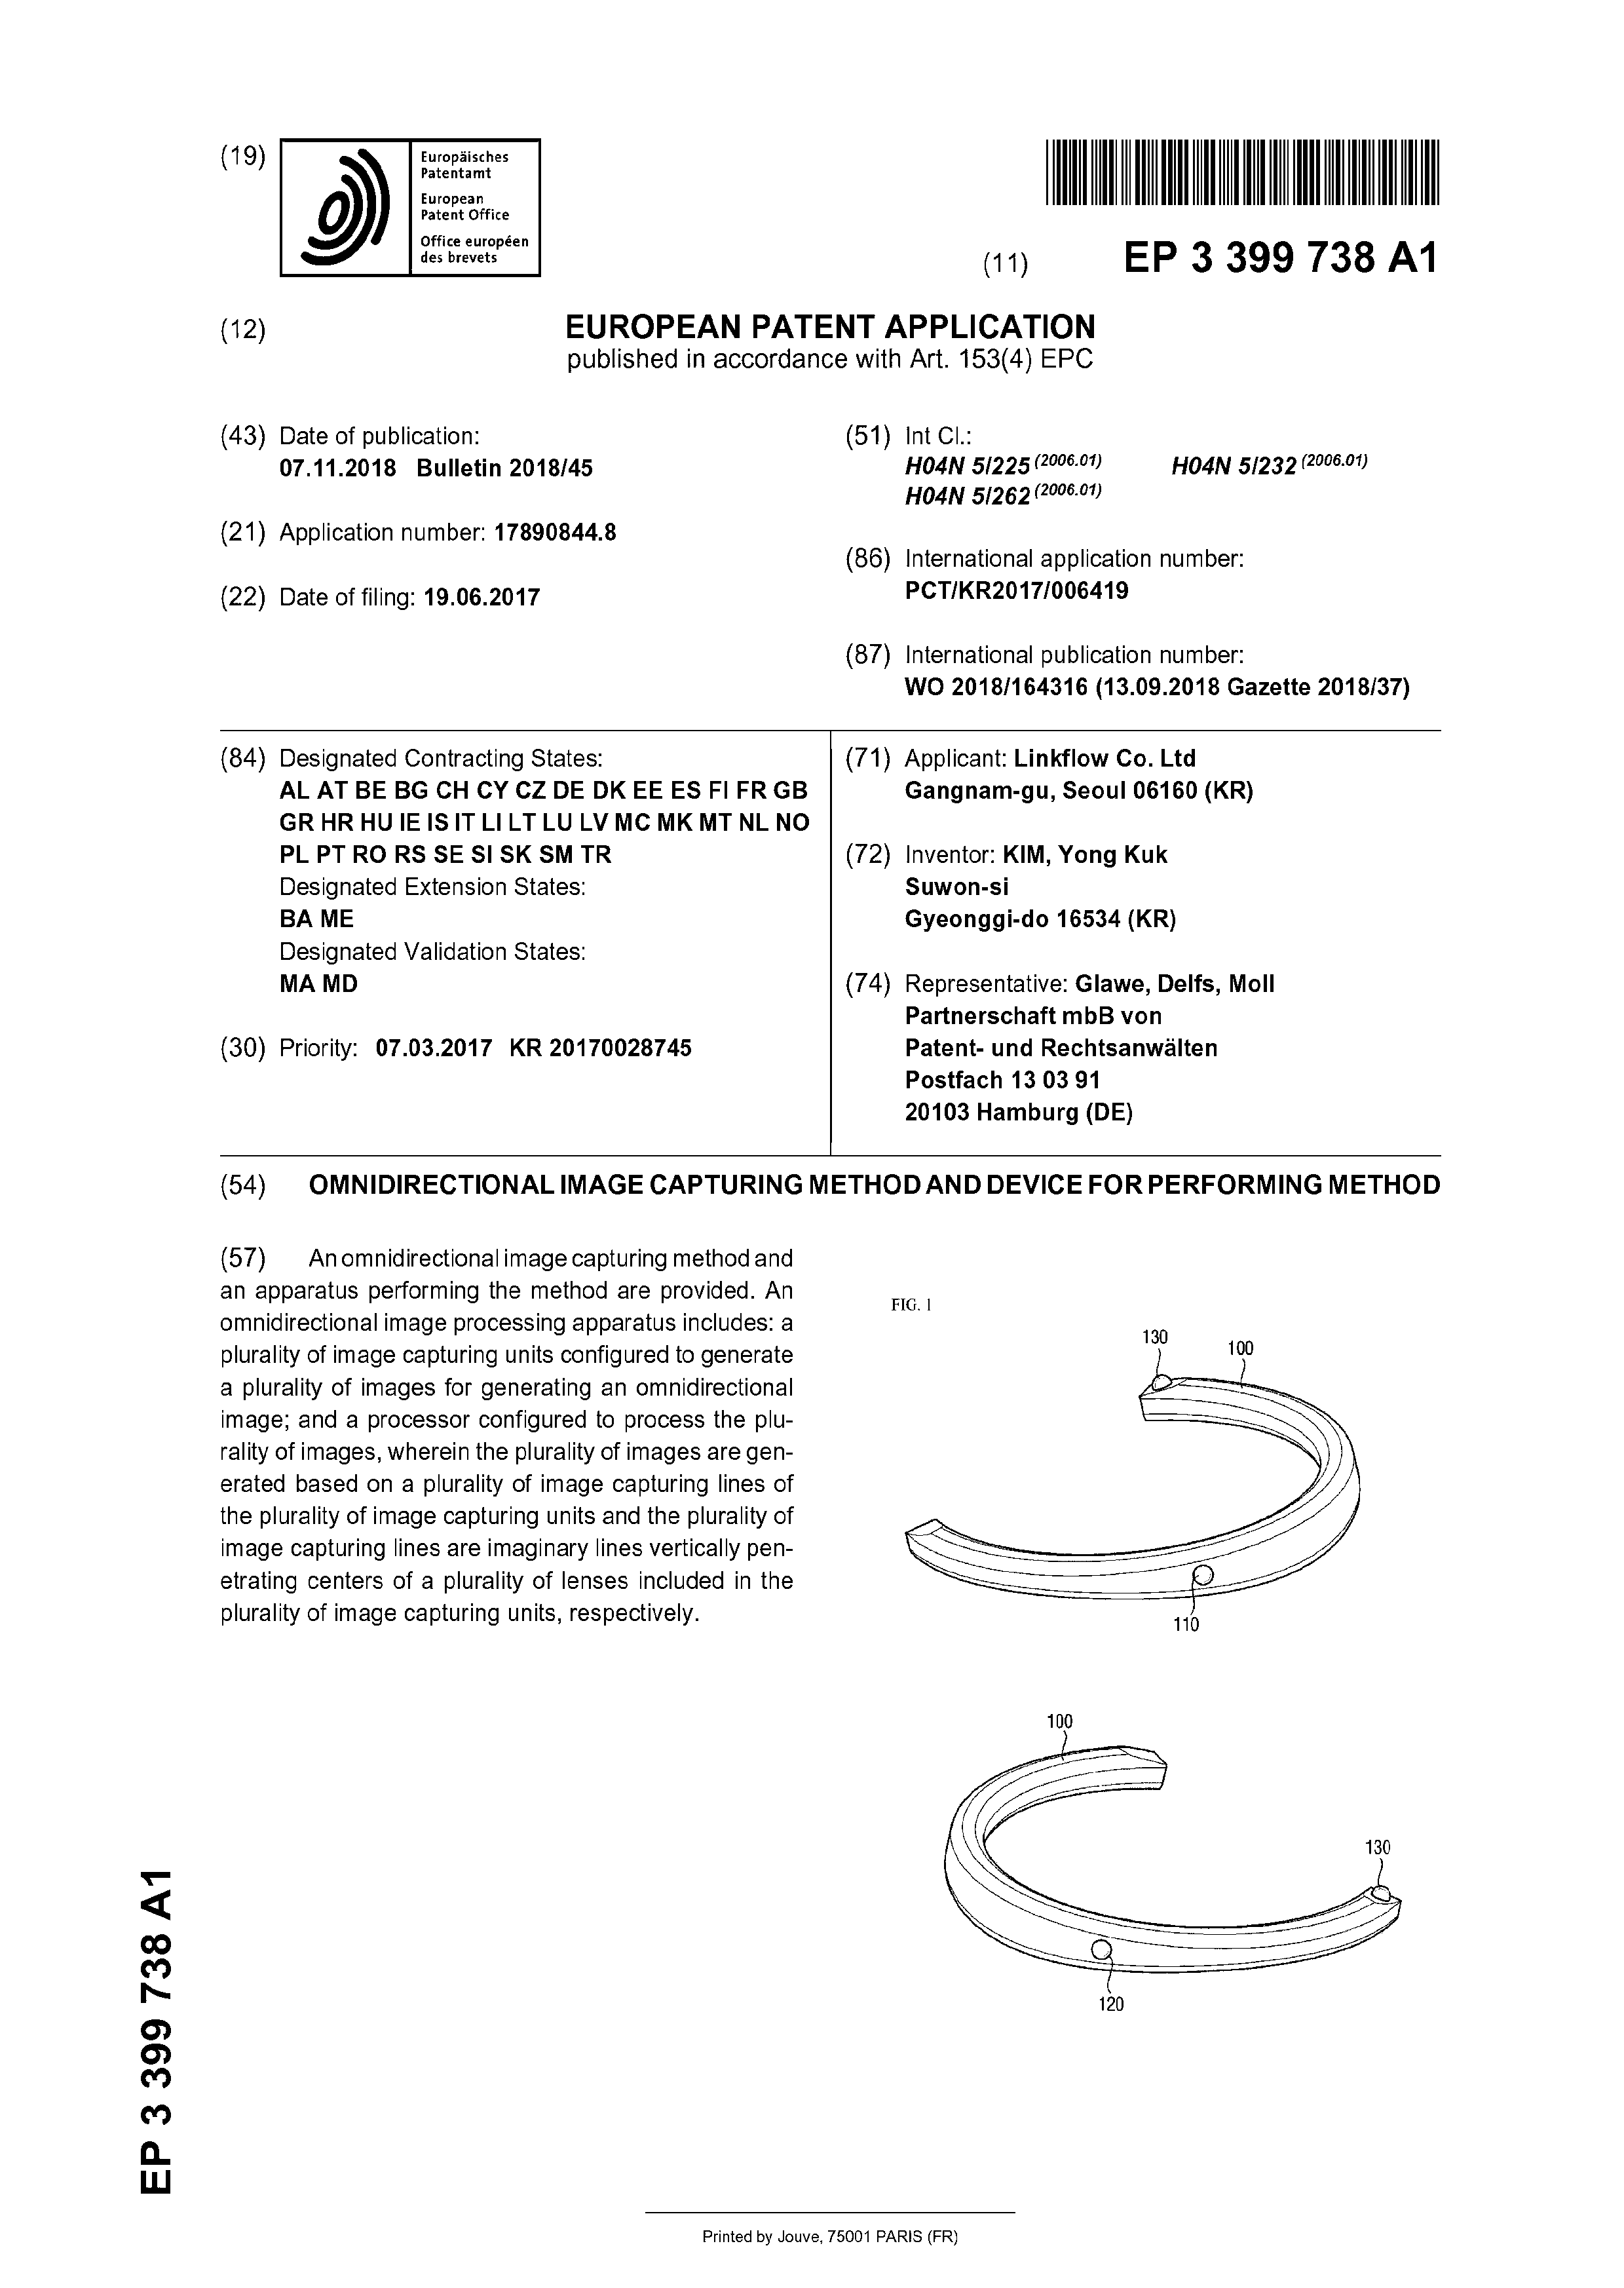 (19)
Europäisches
Patentamt
European
Patent Office
Office européen
des brevets
(11) EP 3 399 738 A1
(12) EUROPEAN PATENT APPLICATION
published in accordance with Art. 153(4) EPC
(43) Date of publication:
07.11.2018 Bulletin 2018/45
(21) Application number: 17890844.8
(22) Date of filing: 19.06.2017
(51) Int Cl.:
H04N 5/225 (2006.01) H04N 5/232 (2006.01)
H04N 5/262 (2006.01)
(86) International application number:
PCT/KR2017/006419
(87) International publication number:
WO 2018/164316 (13.09.2018 Gazette 2018/37)
(84) Designated Contracting States:
AL AT BE BG CH CY CZ DE DK EE ES FI FR GB
GR HR HU IE IS IT LI LT LU LV MC MK MT NL NO
PL PT RO RS SE SI SK SM TR
Designated Extension States:
BA ME
Designated Validation States:
MA MD
(30) Priority: 07.03.2017 KR 20170028745
(71) Applicant: Linkflow Co. Ltd
Gangnam-gu, Seoul 06160 (KR)
(72) Inventor: KIM, Yong Kuk
Suwon-si
Gyeonggi-do 16534 (KR)
(74) Representative: Glawe, Delfs, Moll
Partnerschaft mbB von
Patent- und Rechtsanwälten
Postfach 13 03 91
20103 Hamburg (DE)
(54) OMNIDIRECTIONAL IMAGE CAPTURING METHOD AND DEVICE FOR PERFORMING METHOD
(57) An omnidirectional image capturing method and
an apparatus performing the method are provided. An
omnidirectional image processing apparatus includes: a
plurality of image capturing units configured to generate
a plurality of images for generating an omnidirectional
image; and a processor configured to process the plu-
rality of images, wherein the plurality of images are gen-
erated based on a plurality of image capturing lines of
the plurality of image capturing units and the plurality of
image capturing lines are imaginary lines vertically pen-
etrating centers of a plurality of lenses included in the
plurality of image capturing units, respectively.
FIG. 1
130
100
110
100
130
120
EP 3 399 738 A1
Printed by Jouve, 75001 PARIS (FR)